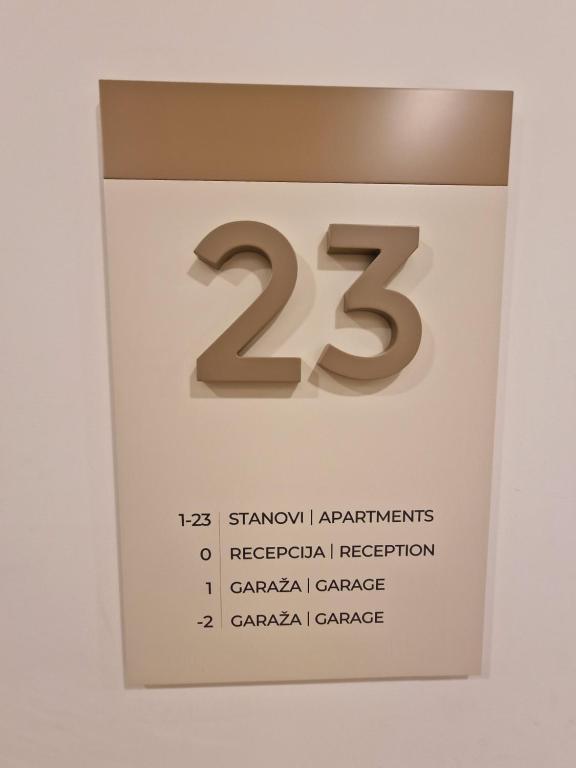 23
1-23 STANOVI | APARTMENTS
0 RECEPCIJA | RECEPTION
1 GARAŽA | GARAGE
-2 GARAŽA | GARAGE